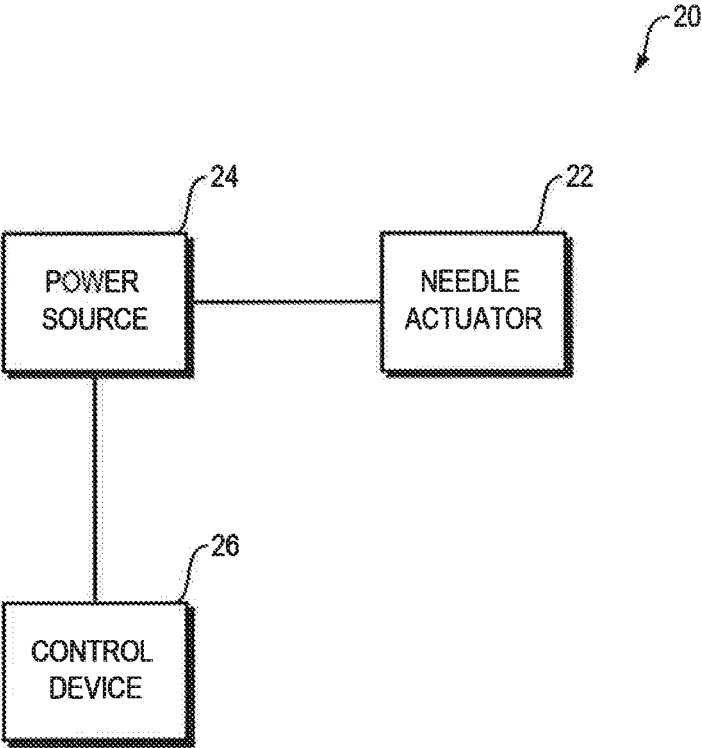 20
24
22
POWER
SOURCE
NEEDLE
ACTUATOR
26
CONTROL
DEVICE